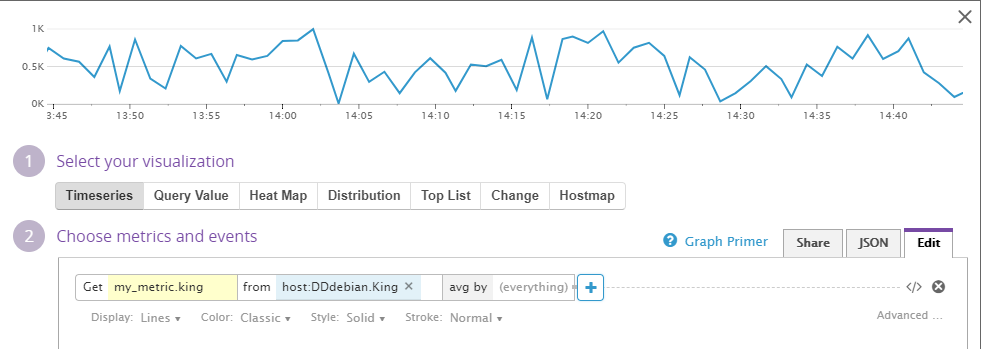 1K
0.5K
0K
3:45 13:50 13:55 14:00 14:05 14:10 14:15 14:20 14:25 14:30 14:35 14:40
1 Select your visualization
Timeseries Query Value Heat Map Distribution Top List Change Hostmap
2 Choose metrics and events
? Graph Primer Share JSON Edit
Get my_metric.king from host:DDdebian.King × avg by (everything) + </>
Display: Lines Color: Classic Style: Solid Stroke: Normal Advanced ...